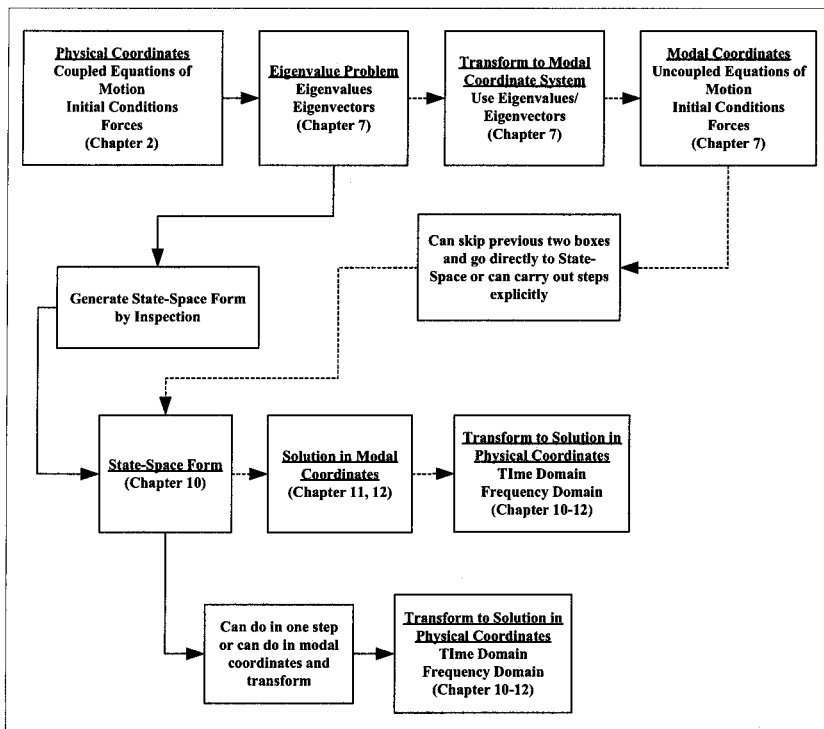 Physical Coordinates
Coupled Equations of
Motion
Initial Conditions
Forces
(Chapter 2)
Eigenvalue Problem
Eigenvalues
Eigenvectors
(Chapter 7)
Transform to Modal
Coordinate System
Use Eigenvalues/
Eigenvectors
(Chapter 7)
Modal Coordinates
Uncoupled Equations of
Motion
Initial Conditions
Forces
(Chapter 7)
Can skip previous two boxes
and go directly to State-
Space or can carry out steps
explicitly
Generate State-Space Form
by Inspection
State-Space Form
(Chapter 10)
Solution in Modal
Coordinates
(Chapter 11, 12)
Transform to Solution in
Physical Coordinates
TIme Domain
Frequency Domain
(Chapter 10-12)
Can do in one step
or can do in modal
coordinates and
transform
Transform to Solution in
Physical Coordinates
TIme Domain
Frequency Domain
(Chapter 10-12)